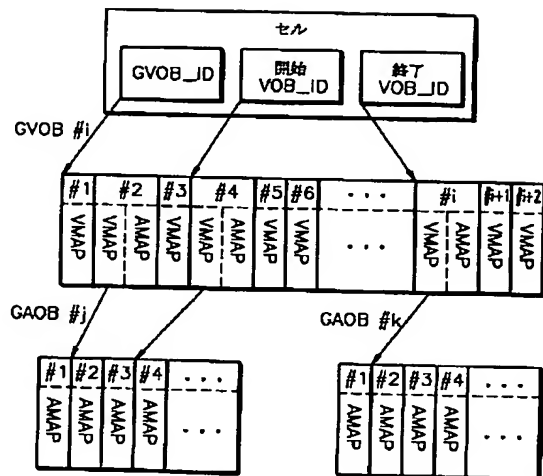 セル
GVOB_ID
開始
VOB_ID
終了
VOB_ID
GVOB #i
#1 #2 #3 #4 #5 #6 ... #i #i+1 #i+2
VMAP VMAP AMAP VMAP VMAP AMAP VMAP VMAP ... VMAP AMAP VMAP VMAP
GAOB #j
GAOB #k
#1 #2 #3 #4 ...
AMAP AMAP AMAP AMAP ...
#1 #2 #3 #4 ...
AMAP AMAP AMAP AMAP ...